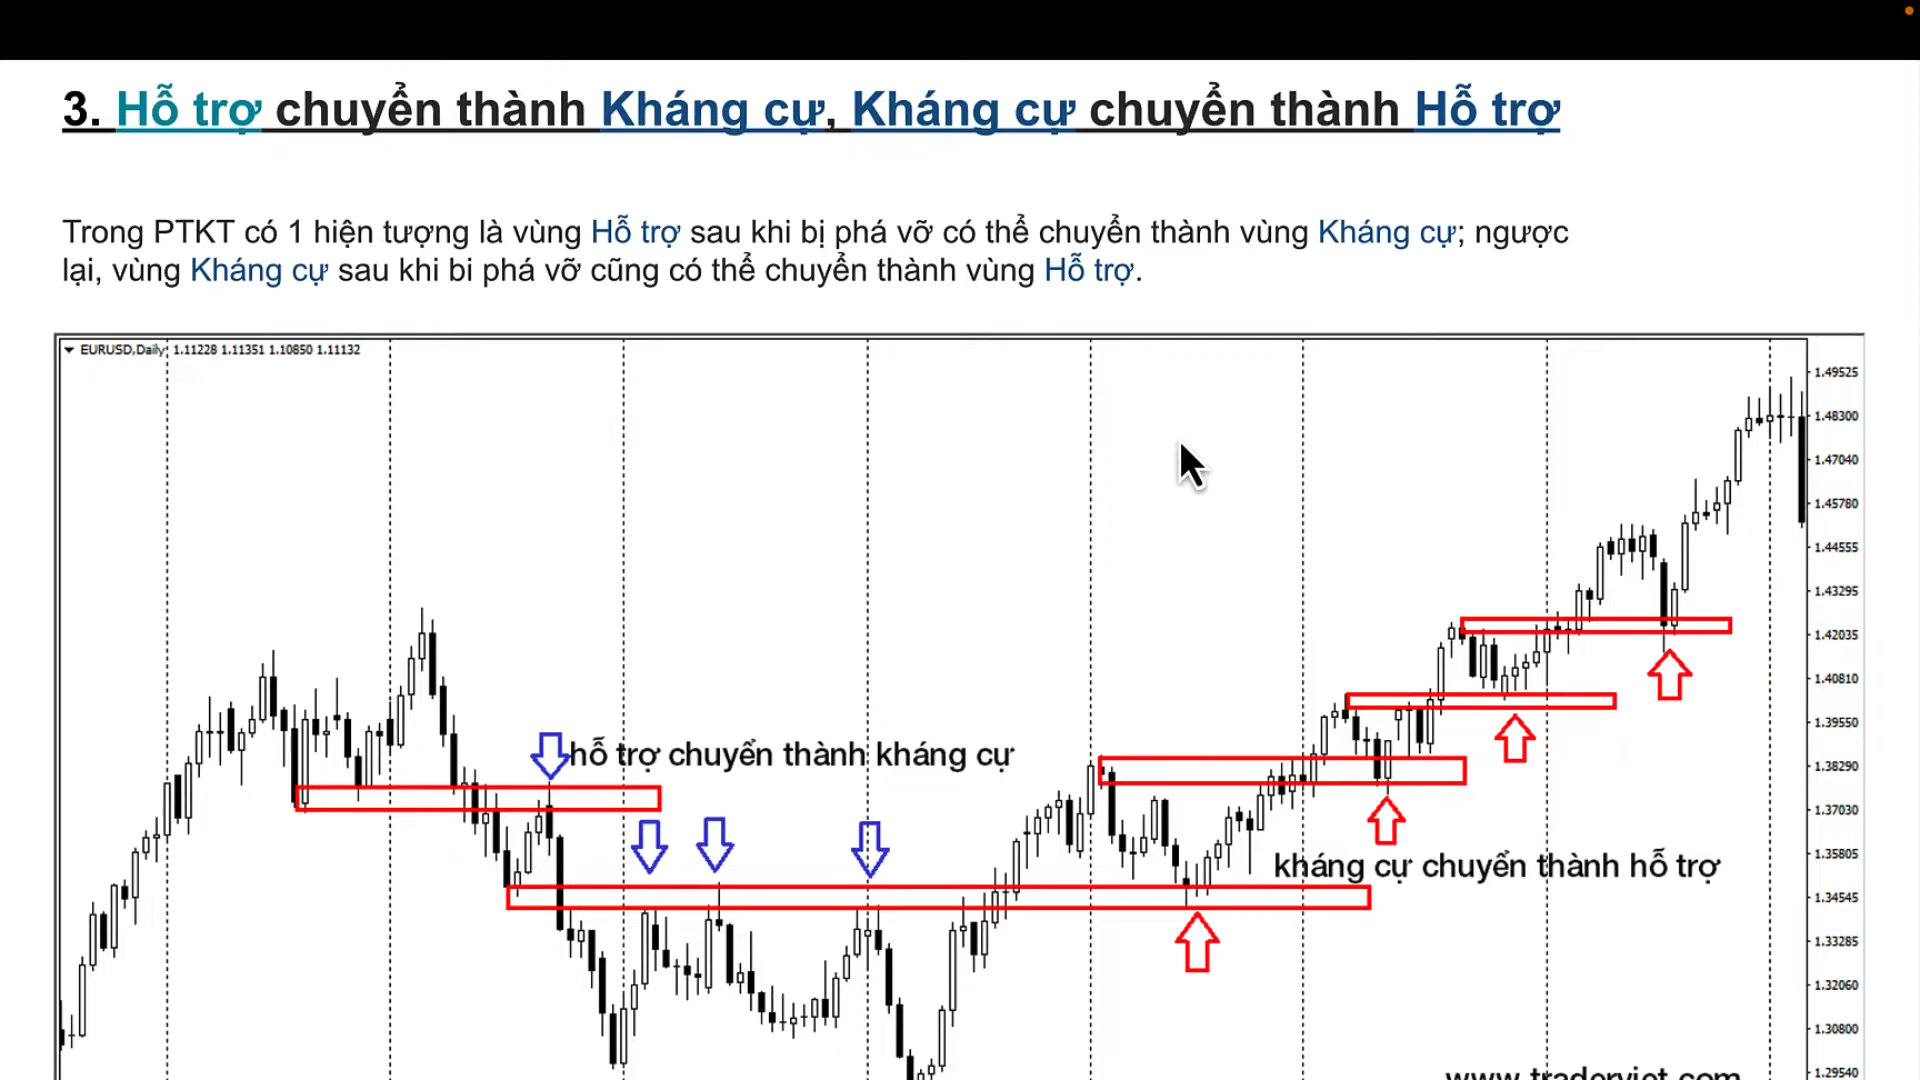 3. Hỗ trợ chuyển thành Kháng cự, Kháng cự chuyển thành Hỗ trợ
Trong PTKT có 1 hiện tượng là vùng Hỗ trợ sau khi bị phá vỡ có thể chuyển thành vùng Kháng cự; ngược
lại, vùng Kháng cự sau khi bi phá vỡ cũng có thể chuyển thành vùng Hỗ trợ.
EURUSD,Daily 1.11228 1.11351 1.10850 1.11132
1.49525
1.48300
1.47040
1.45780
1.44555
1.43295
1.42035
1.40810
1.39550
hỗ trợ chuyển thành kháng cự
1.38290
1.37030
1.35805
kháng cự chuyển thành hỗ trợ
1.34545
1.33285
1.32060
1.30800
1.29540
www.traderviet.com